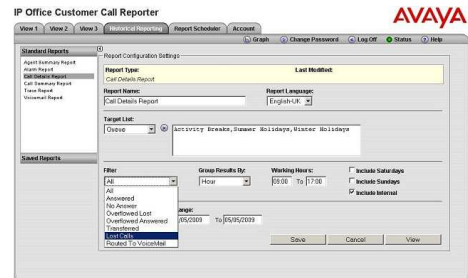 IP Office Customer Call Reporter
AVAYA
View 1 View 2 View 3 Historical Reporting Report Scheduler Account
Graph Change Password Log Off Status Help
Standard Reports
Agent Summary Report
Alarm Report
Call Details Report
Call Summary Report
Trace Report
Voicemail Report
Saved Reports
Report Configuration Settings
Report Type: Last Modified:
Call Details Report
Report Name: Report Language:
Call Details Report English-UK
Target List:
Queue Activity Breaks,Summer Holidays,Winter Holidays
Filter Group Results By: Working Hours: Include Saturdays
All Hour 09:00 To 17:00 Include Sundays
Include Internal
All
Answered
No Answer
Overflowed Lost
Overflowed Answered
Transferred
Lost Calls
Routed To VoiceMail
ange:
/05/2009 To 05/05/2009
Save Cancel View